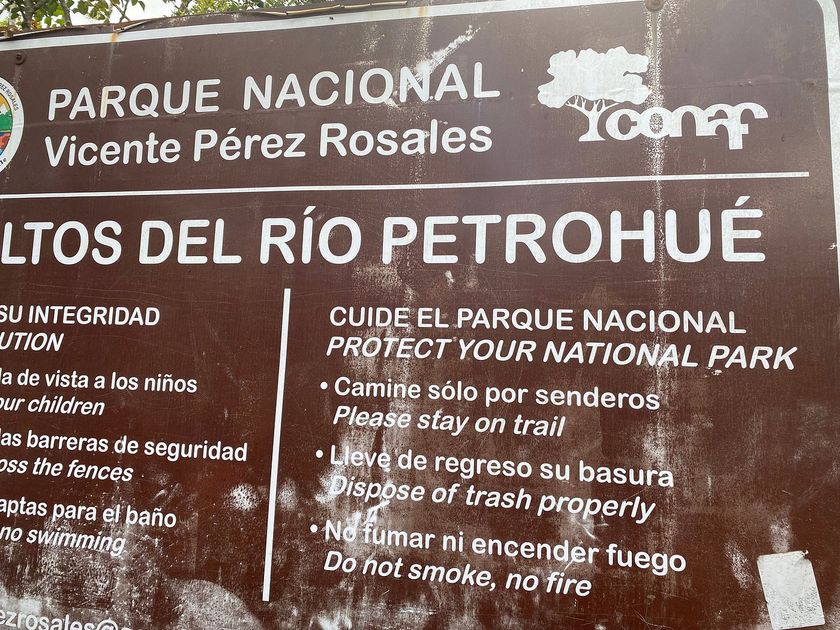 PARQUE NACIONAL
Vicente Pérez Rosales
conaf
LTOS DEL RÍO PETROHUÉ
SU INTEGRIDAD
UTION
da de vista a los niños
our children
las barreras de seguridad
oss the fences
aptas para el baño
no swimming
CUIDE EL PARQUE NACIONAL
PROTECT YOUR NATIONAL PARK
• Camine sólo por senderos
Please stay on trail
• Lleve de regreso su basura
Dispose of trash properly
• No fumar ni encender fuego
Do not smoke, no fire
ezrosales@